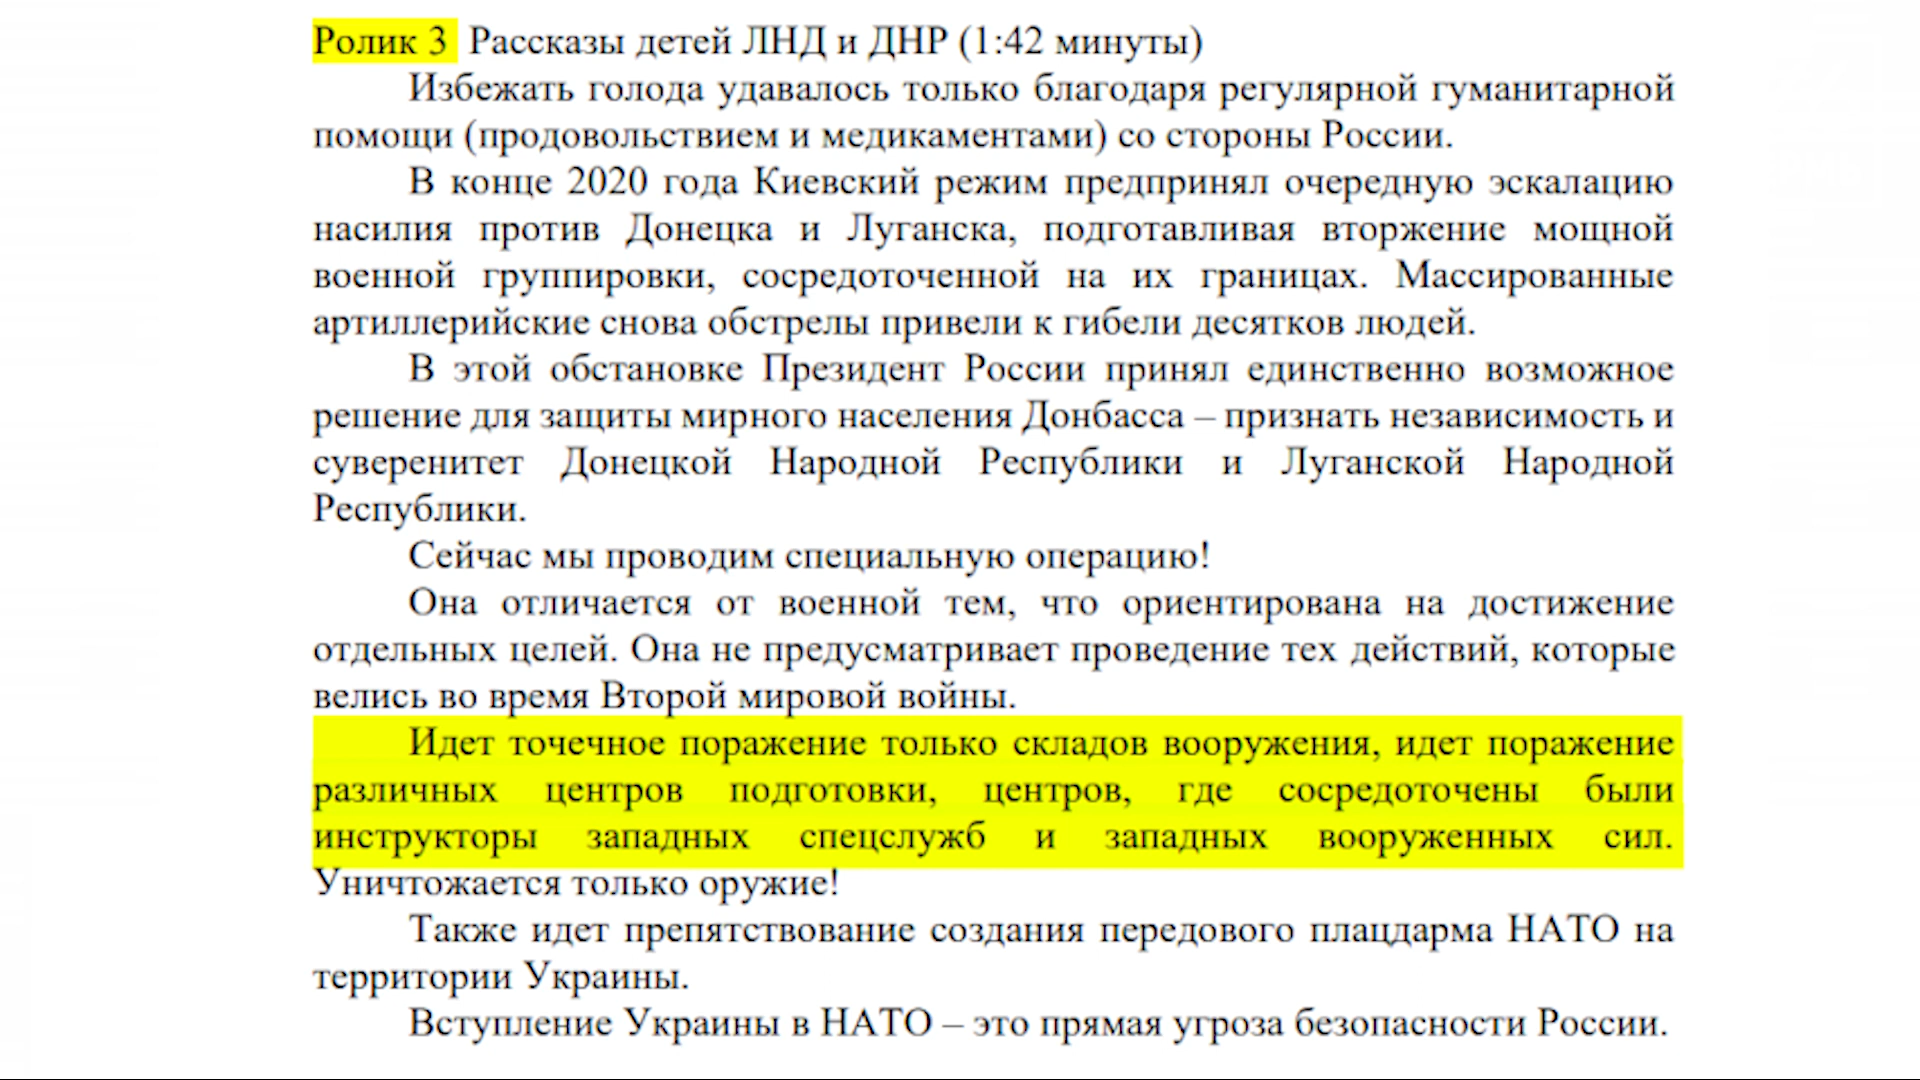 Ролик 3 Рассказы детей ЛНД и ДНР (1:42 минуты)
Избежать голода удавалось только благодаря регулярной гуманитарной
помощи (продовольствием и медикаментами) со стороны России.
В конце 2020 года Киевский режим предпринял очередную эскалацию
насилия против Донецка и Луганска, подготавливая вторжение мощной
военной группировки, сосредоточенной на их границах. Массированные
артиллерийские снова обстрелы привели к гибели десятков людей.
В этой обстановке Президент России принял единственно возможное
решение для защиты мирного населения Донбасса – признать независимость и
суверенитет Донецкой Народной Республики и Луганской Народной
Республики.
Сейчас мы проводим специальную операцию!
Она отличается от военной тем, что ориентирована на достижение
отдельных целей. Она не предусматривает проведение тех действий, которые
велись во время Второй мировой войны.
Идет точечное поражение только складов вооружения, идет поражение
различных центров подготовки, центров, где сосредоточены были
инструкторы западных спецслужб и западных вооруженных сил.
Уничтожается только оружие!
Также идет препятствование создания передового плацдарма НАТО на
территории Украины.
Вступление Украины в НАТО – это прямая угроза безопасности России.